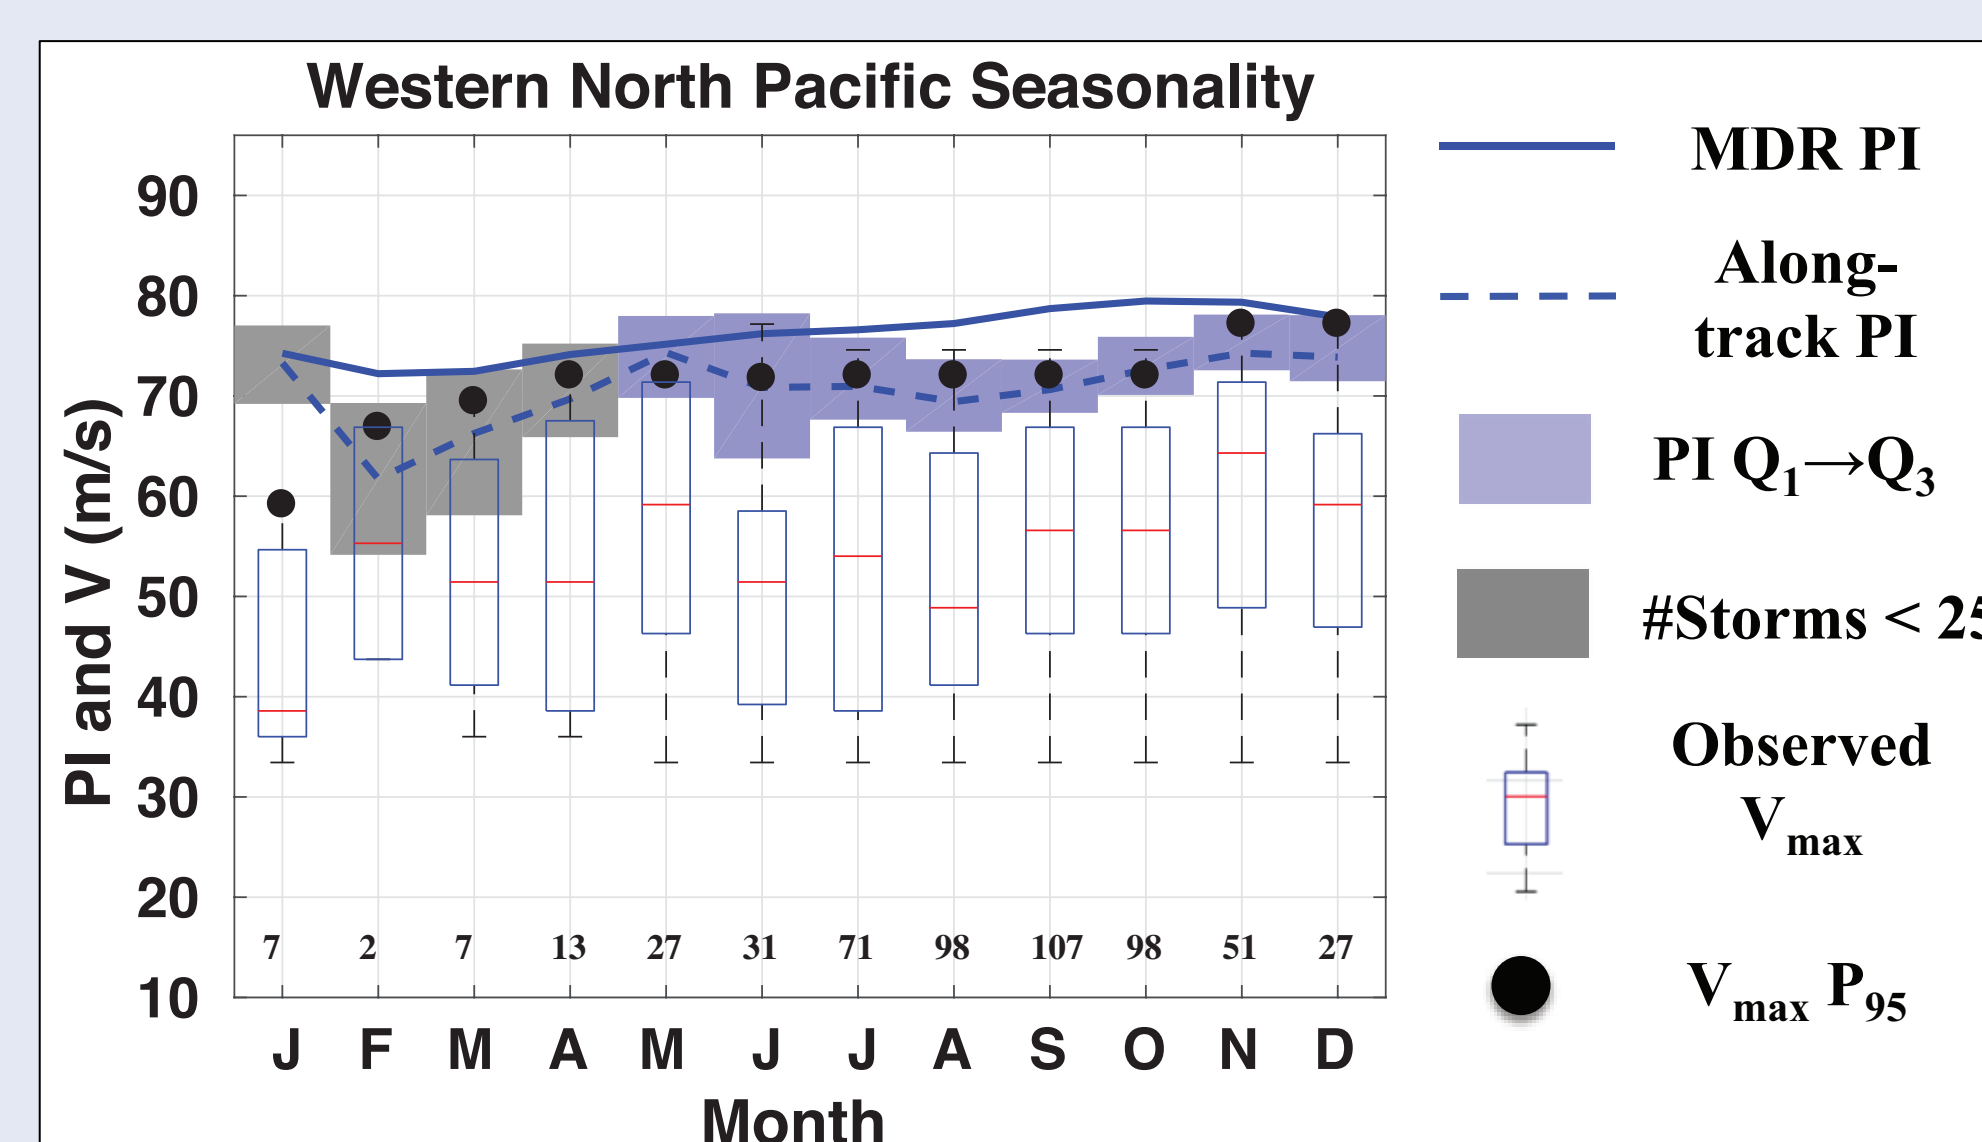 Western North Pacific Seasonality
PI and V (m/s)
90
80
70
60
50
40
30
20
10
7 2 7 13 27 31 71 98 107 98 51 27
J F M A M J J A S O N D
Month
MDR PI
Along-
track PI
PI Q1→Q3
#Storms < 25
Observed
Vmax
Vmax P95